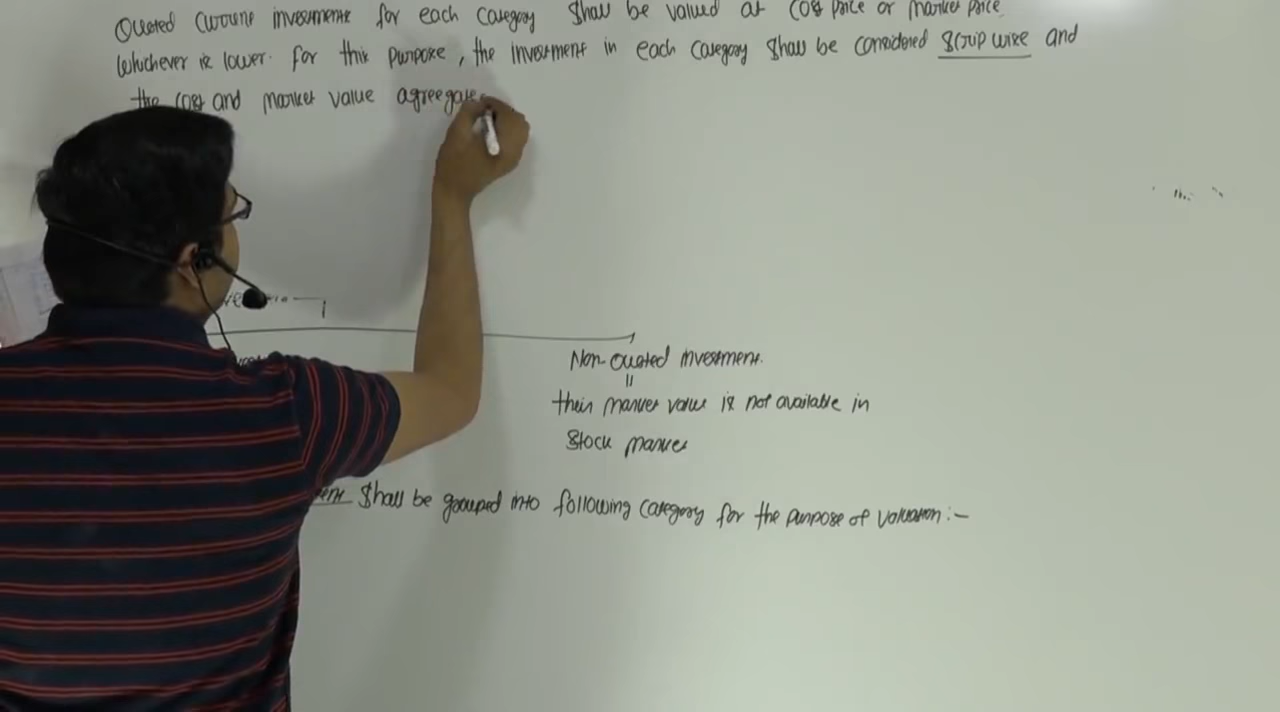 Quoted Current investments for each category shall be valued at cost price or market price
Whichever is lower. for this purpose, the investment in each category shall be considered scrip wise and
the cost and market value agreegate
Non-Quoted investment.
their market value is not available in
Stock market
shall be grouped into following category for the purpose of valuation :-